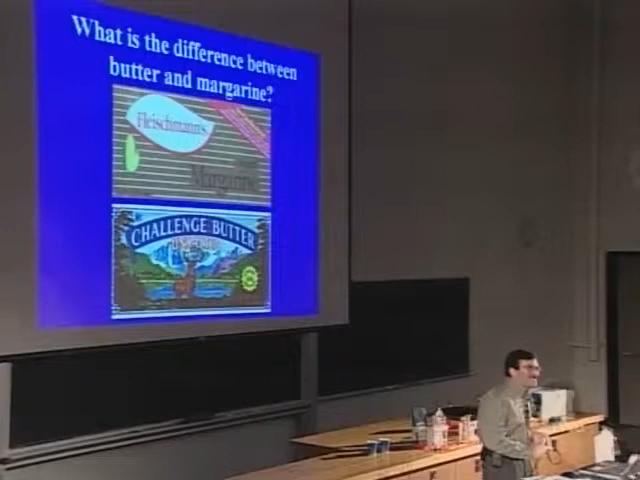 What is the difference between
butter and margarine?
Fleischmann's
Margarine
CHALLENGE BUTTER